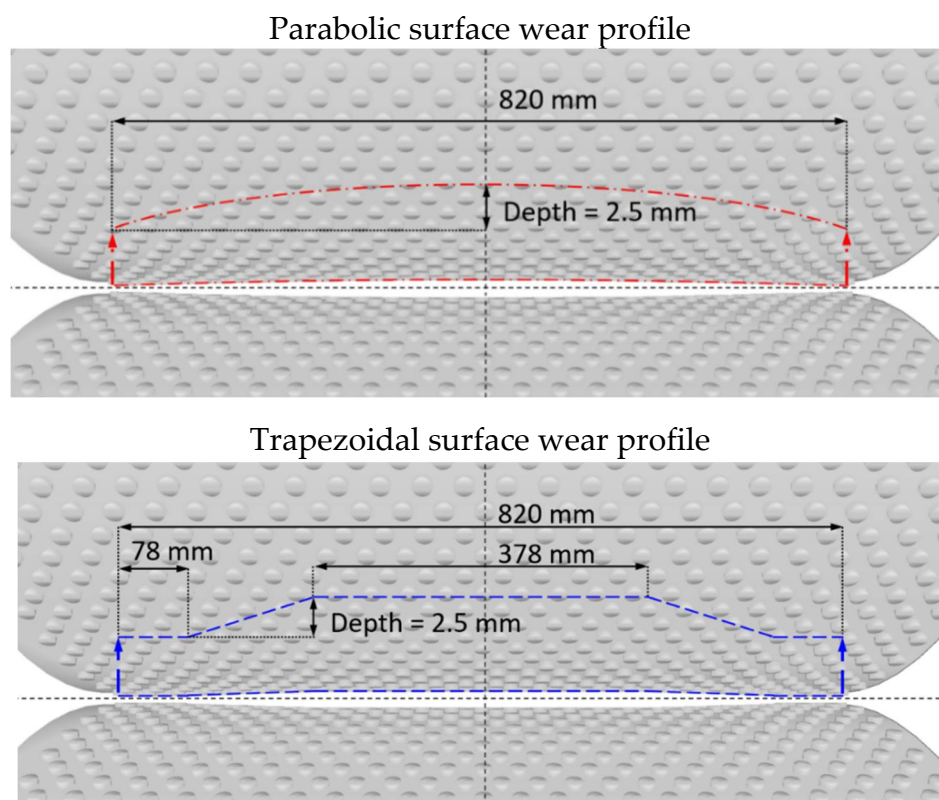 Parabolic surface wear profile
820 mm
Depth = 2.5 mm
Trapezoidal surface wear profile
820 mm
78 mm
378 mm
Depth = 2.5 mm